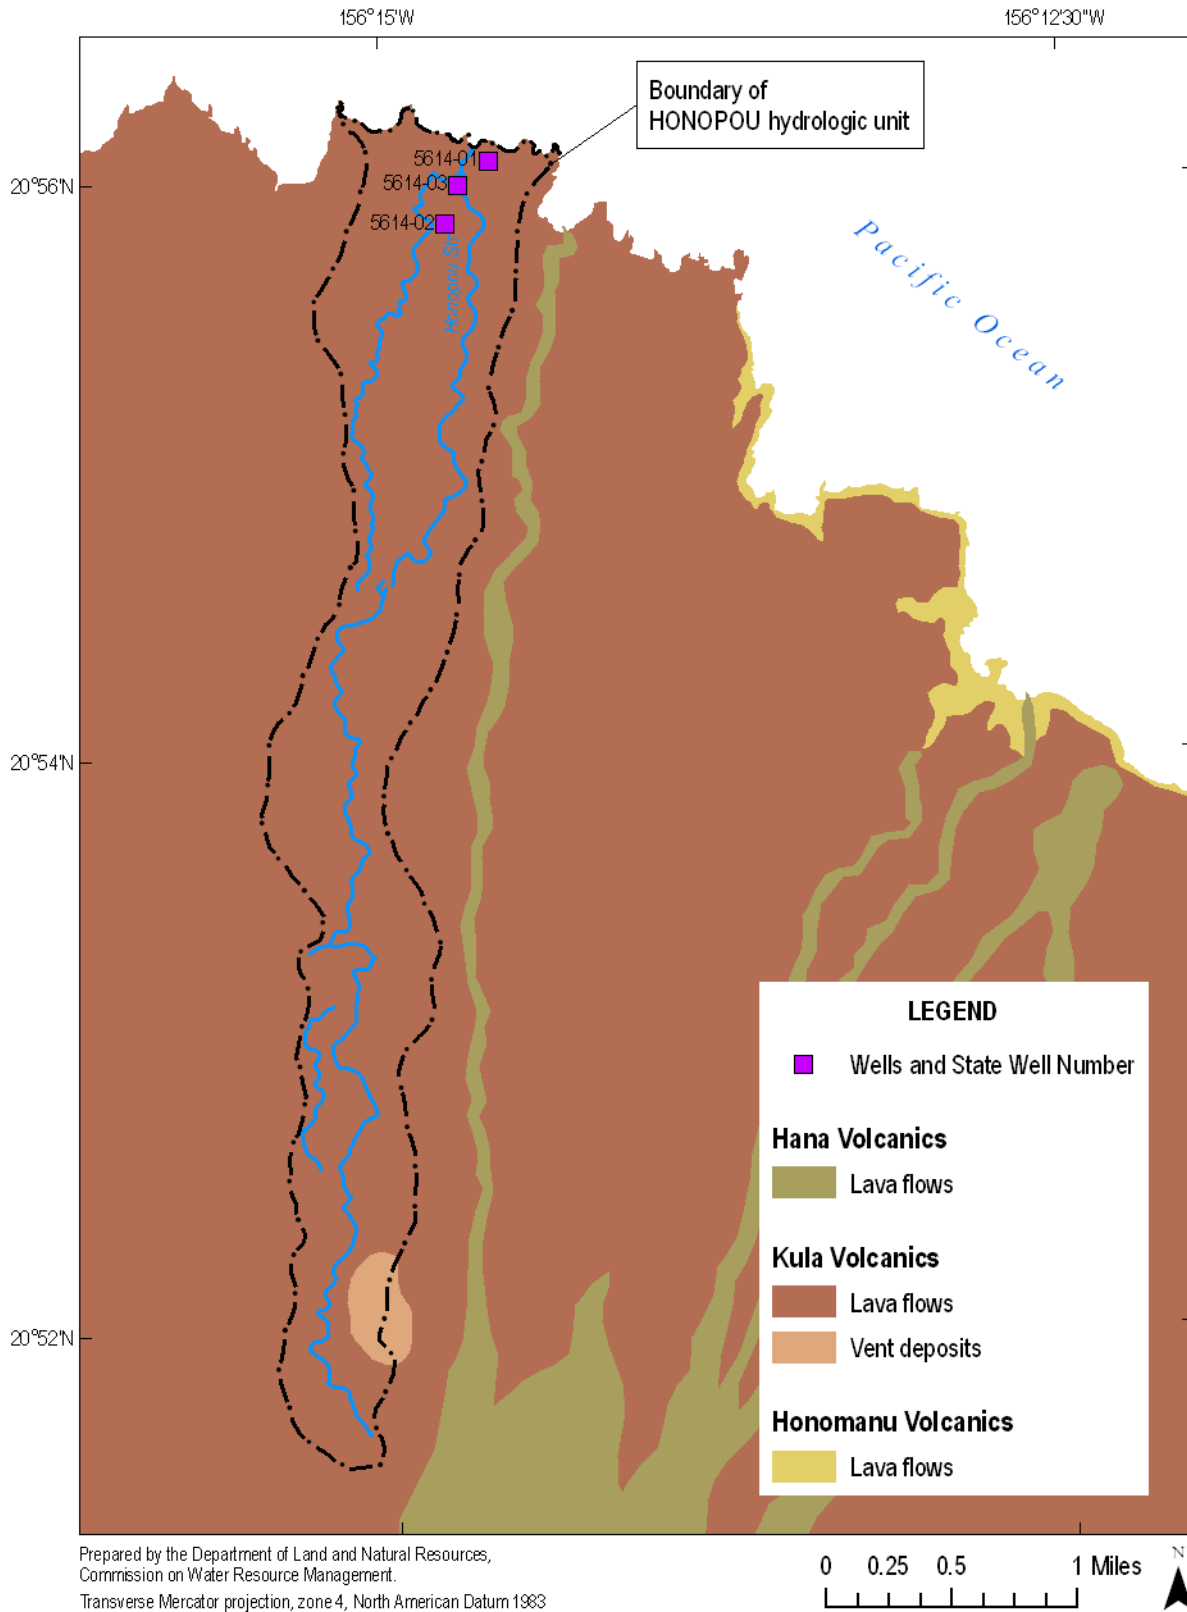 156°15'W
156°12'30"W
Boundary of
HONOPOU hydrologic unit
5614-01
20°56'N
5614-03
5614-02
Honopou Str
Pacific Ocean
20°54'N
LEGEND
Wells and State Well Number
Hana Volcanics
Lava flows
Kula Volcanics
Lava flows
20°52'N
Vent deposits
Honomanu Volcanics
Lava flows
Prepared by the Department of Land and Natural Resources,
Commission on Water Resource Management.
Transverse Mercator projection, zone 4, North American Datum 1983
0 0.25 0.5 1 Miles
N